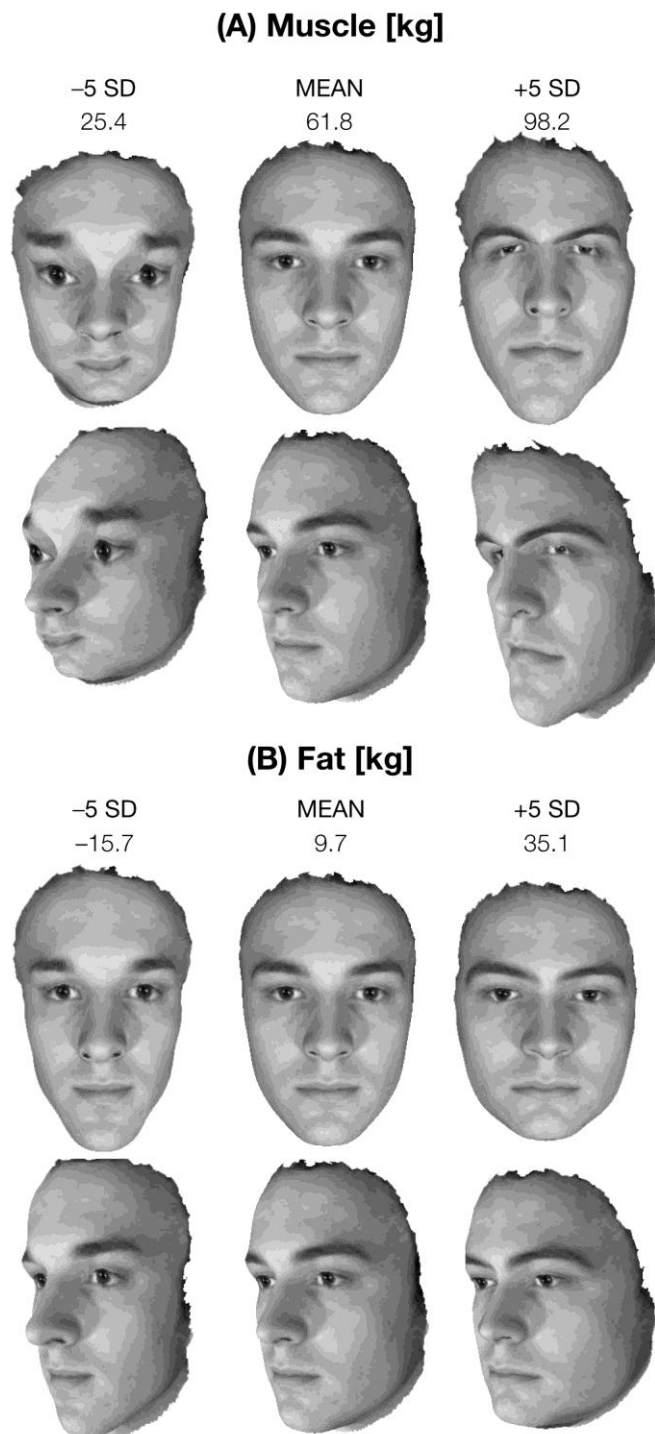 (A) Muscle [kg]
–5 SD MEAN +5 SD
25.4 61.8 98.2
(B) Fat [kg]
–5 SD MEAN +5 SD
–15.7 9.7 35.1